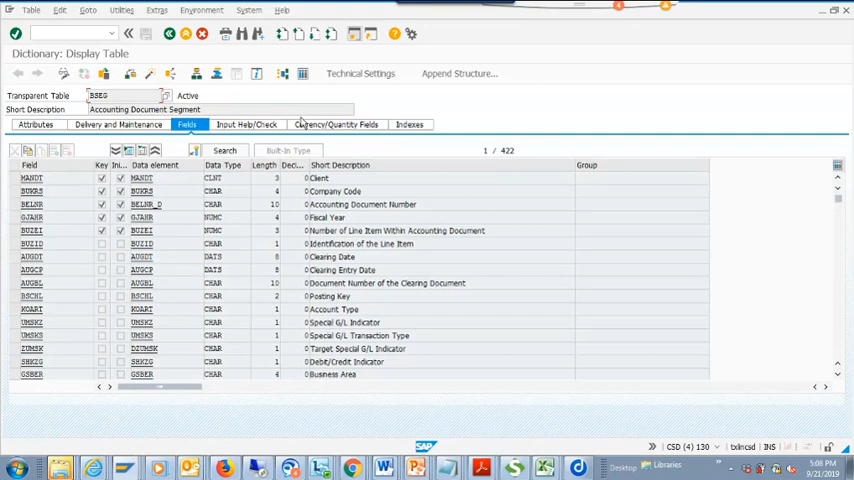 Table Edit Goto Utilities Extras Environment System Help
Dictionary: Display Table
Technical Settings Append Structure...
Transparent Table BSEG Active
Short Description Accounting Document Segment
Attributes Delivery and Maintenance Fields Input Help/Check Currency/Quantity Fields Indexes
Search Built-In Type 1 / 422
Field Key Ini... Data element Data Type Length Deci... Short Description Group
MANDT MANDT CLNT 3 0 Client
BUKRS BUKRS CHAR 4 0 Company Code
BELNR BELNR_D CHAR 10 0 Accounting Document Number
GJAHR GJAHR NUMC 4 0 Fiscal Year
BUZEI BUZEI NUMC 3 0 Number of Line Item Within Accounting Document
BUZID BUZID CHAR 1 0 Identification of the Line Item
AUGDT AUGDT DATS 8 0 Clearing Date
AUGCP AUGCP DATS 8 0 Clearing Entry Date
AUGBL AUGBL CHAR 10 0 Document Number of the Clearing Document
BSCHL BSCHL CHAR 2 0 Posting Key
KOART KOART CHAR 1 0 Account Type
UMSKZ UMSKZ CHAR 1 0 Special G/L Indicator
UMSKS UMSKS CHAR 1 0 Special G/L Transaction Type
ZUMSK DZUMSK CHAR 1 0 Target Special G/L Indicator
SHKZG SHKZG CHAR 1 0 Debit/Credit Indicator
GSBER GSBER CHAR 4 0 Business Area
SAP
CSD (4) 130 txlncsd INS
Desktop Libraries
5:08 PM
9/21/2019